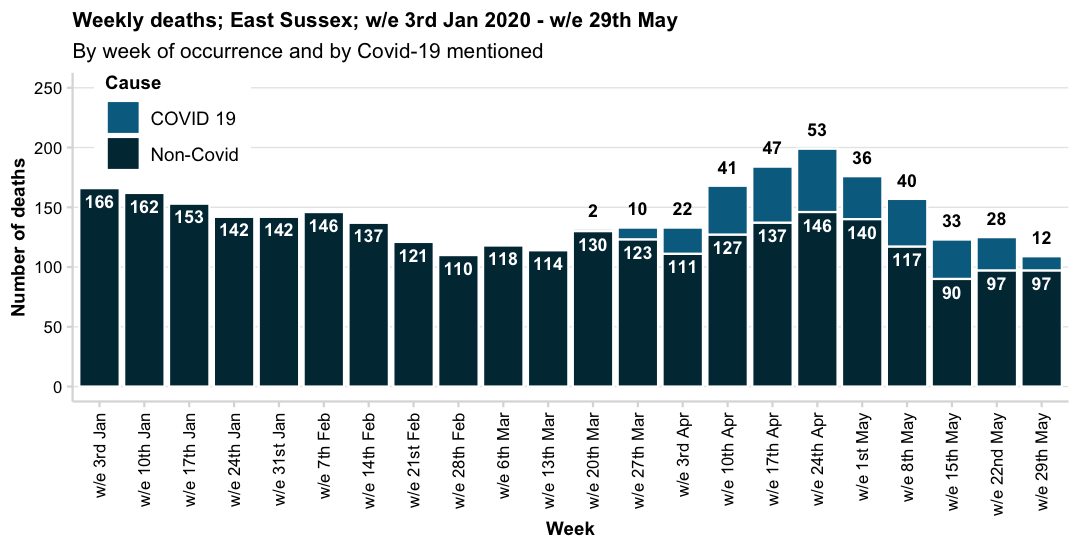 Weekly deaths; East Sussex; w/e 3rd Jan 2020 - w/e 29th May
By week of occurrence and by Covid-19 mentioned
Cause
COVID 19
Non-Covid
Number of deaths
250
200
150
100
50
0
2 10 22 41 47 53 36 40 33 28 12
166 162 153 142 142 146 137 121 110 118 114 130 123 111 127 137 146 140 117 90 97 97
w/e 3rd Jan
w/e 10th Jan
w/e 17th Jan
w/e 24th Jan
w/e 31st Jan
w/e 7th Feb
w/e 14th Feb
w/e 21st Feb
w/e 28th Feb
w/e 6th Mar
w/e 13th Mar
w/e 20th Mar
w/e 27th Mar
w/e 3rd Apr
w/e 10th Apr
w/e 17th Apr
w/e 24th Apr
w/e 1st May
w/e 8th May
w/e 15th May
w/e 22nd May
w/e 29th May
Week